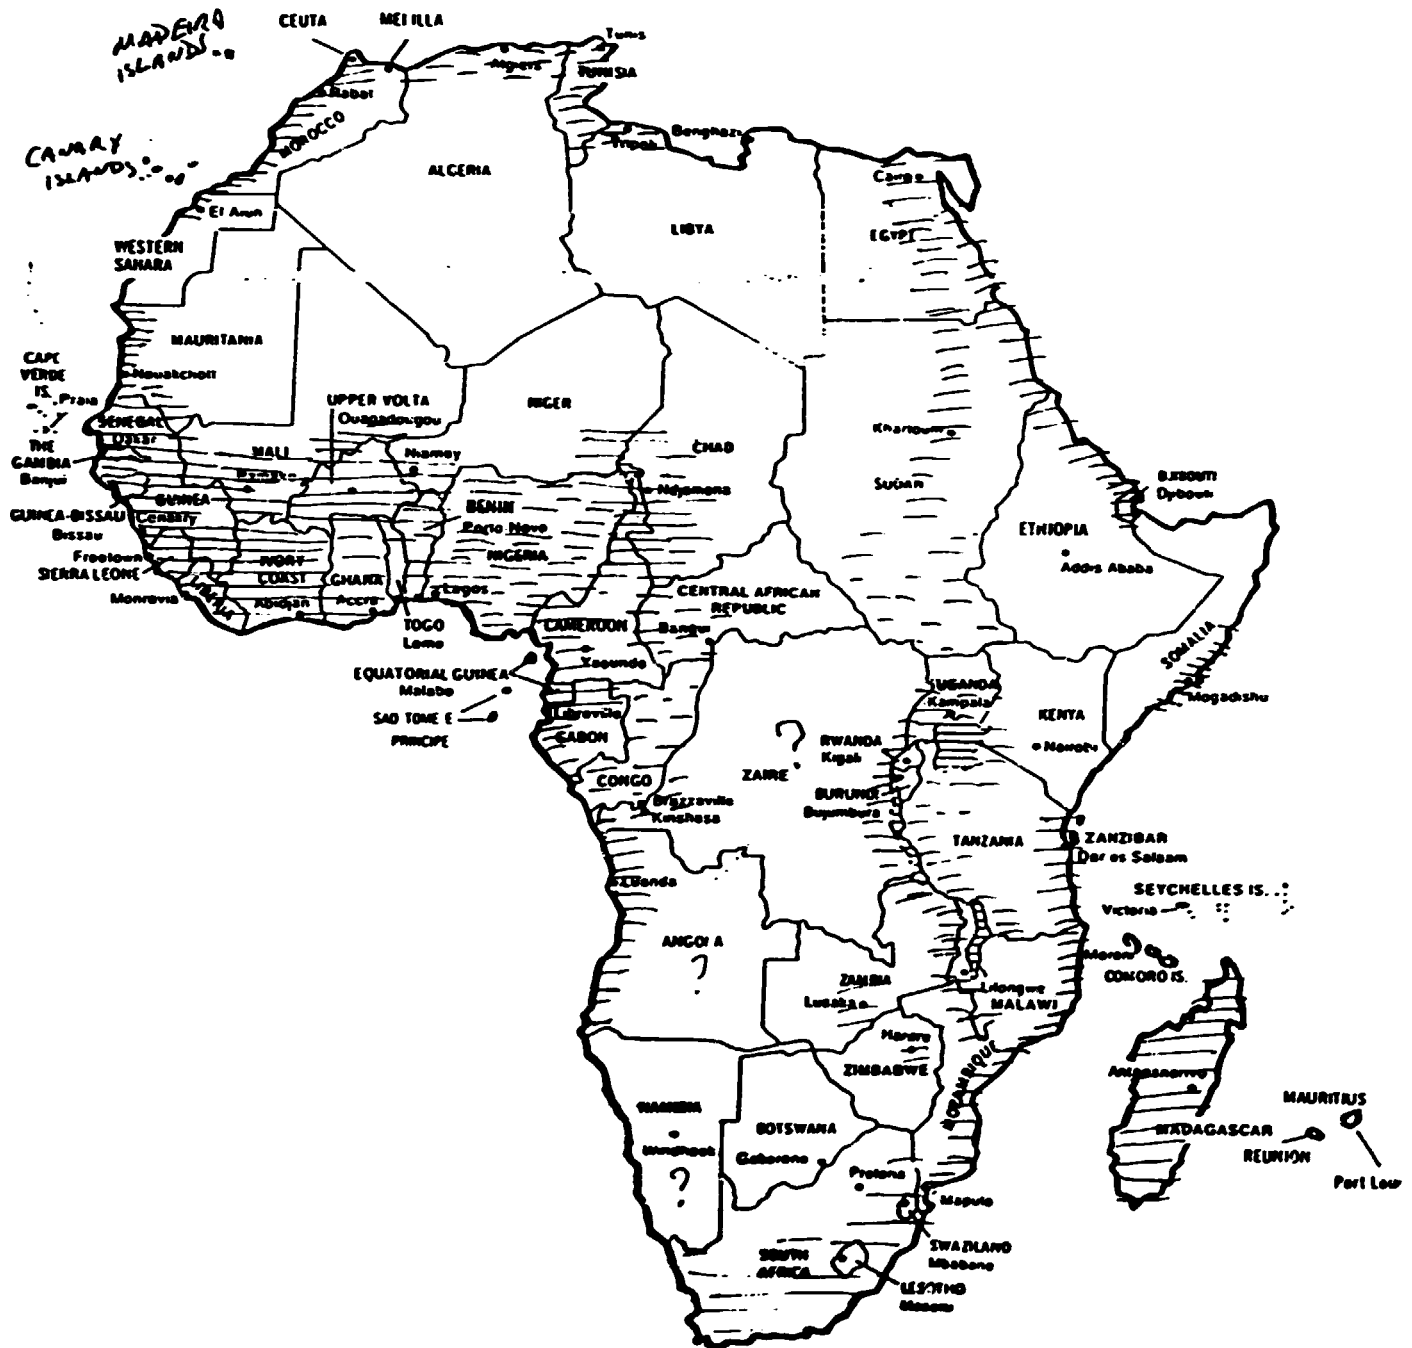 MADEIRA
ISLANDS
CEUTA
MELILLA
Tunis
Algiers
TUNISIA
Rabat
MOROCCO
Benghazi
Tripoli
CANARY
ISLANDS
ALGERIA
Cairo
El Aiun
LIBYA
EGYPT
WESTERN
SAHARA
MAURITANIA
CAPE
VERDE
IS.
Nouakchott
Praia
UPPER VOLTA
Ouagadougou
NIGER
SENEGAL
Dakar
Khartoum
THE
GAMBIA
Banjul
MALI
Niamey
CHAD
Bamako
Ndjamena
SUDAN
DJIBOUTI
Djibouti
GUINEA
BENIN
Porto Novo
GUINEA-BISSAU
Bissau
Conakry
ETHIOPIA
Addis Ababa
Freetown
SIERRA LEONE
IVORY
COAST
GHANA
NIGERIA
Monrovia
LIBERIA
Abidjan
Accra
Lagos
CENTRAL AFRICAN
REPUBLIC
TOGO
Lome
CAMEROON
Bangui
SOMALIA
Yaounde
EQUATORIAL GUINEA
Malabo
UGANDA
Kampala
Mogadishu
SAO TOME E
PRINCIPE
Libreville
GABON
KENYA
Nairobi
RWANDA
Kigali
?
ZAIRE
CONGO
BURUNDI
Bujumbura
Brazzaville
Kinshasa
TANZANIA
ZANZIBAR
Dar es Salaam
Luanda
SEYCHELLES IS.
Victoria
ANGOLA
?
Moroni
COMORO IS.
ZAMBIA
Lusaka
Lilongwe
MALAWI
Harare
ZIMBABWE
MOZAMBIQUE
Antananarivo
NAMIBIA
Windhoek
?
BOTSWANA
Gaborone
MAURITIUS
MADAGASCAR
REUNION
Port Louis
Pretoria
Maputo
SWAZILAND
Mbabane
SOUTH
AFRICA
LESOTHO
Maseru